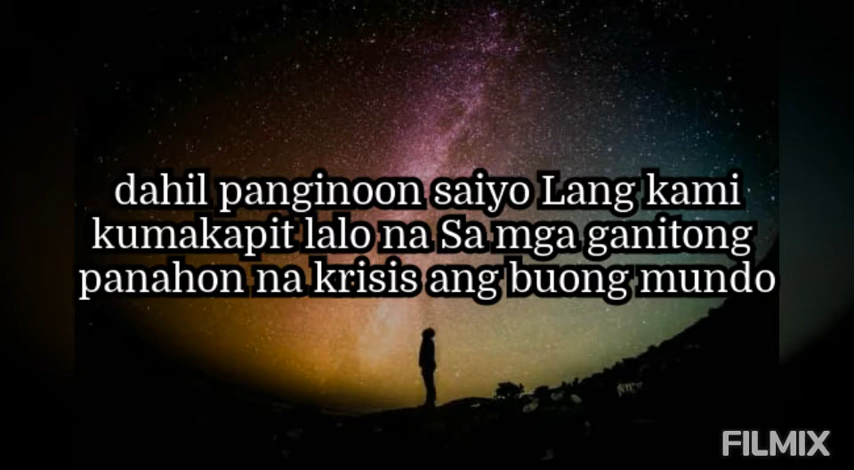 dahil panginoon saiyo Lang kami
kumakapit lalo na Sa mga ganitong
panahon na krisis ang buong mundo
FILMIX